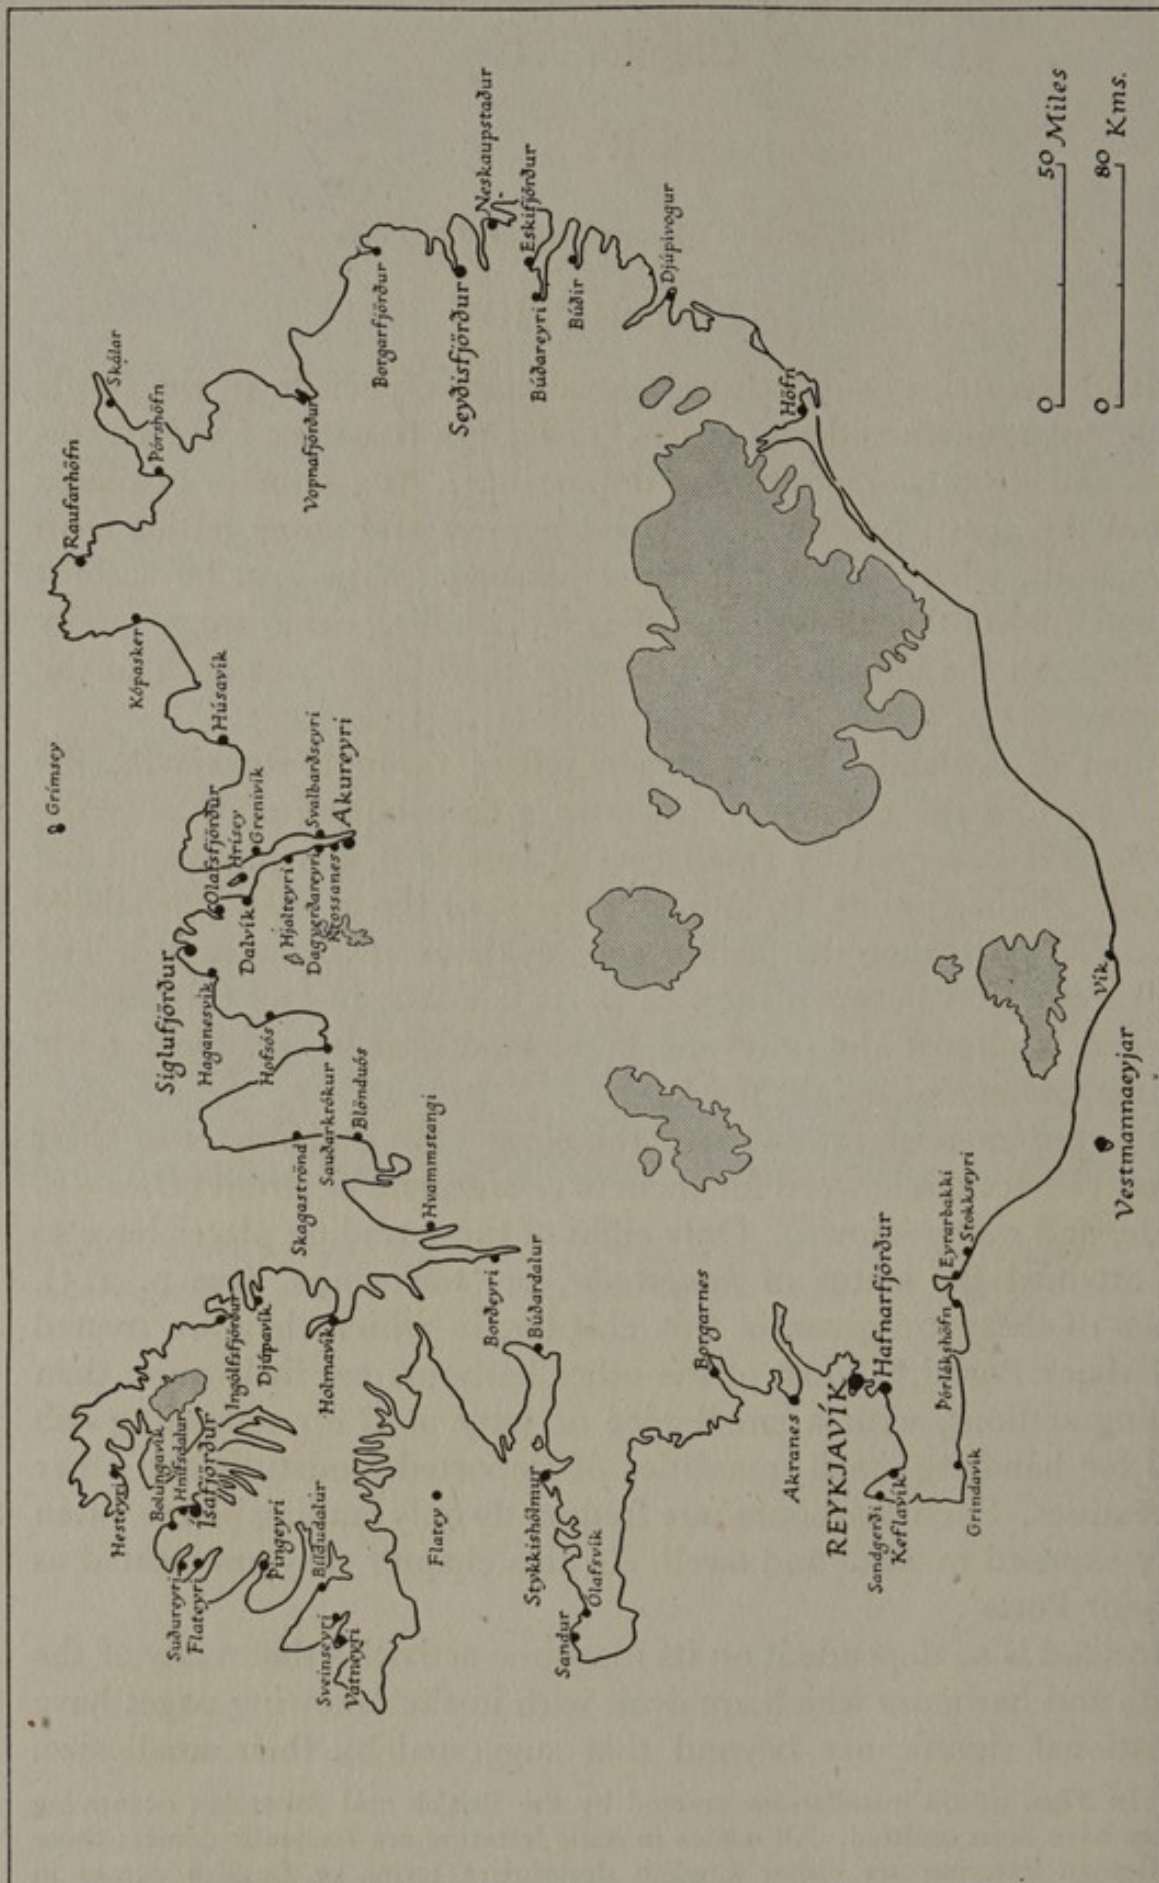 Grímsey
Raufarhöfn
Skálar
Þórshöfn
Kópasker
Húsavík
Vopnafjörður
Borgarfjörður
Seyðisfjörður
Neskaupstaður
Eskifjörður
Búðareyri
Búðir
Djúpivogur
Höfn
Siglufjörður
Haganesvík
Ólafsfjörður
Hrísey
Grenivík
Dalvík
Hjalteyri
Dagverðareyri
Krossanes
Svalbarðseyri
Akureyri
Hofsós
Sauðarkrókur
Skagaströnd
Blönduós
Hvammstangi
Borðeyri
Búðardalur
Hesteyri
Bolungavík
Hnífsdalur
Ísafjörður
Suðureyri
Flateyri
Þingeyri
Bíldudalur
Sveinseyri
Vatneyri
Ingólfsfjörður
Djúpavík
Holmavík
Flatey
Stykkishólmur
Ólafsvík
Sandur
Borgarnes
Akranes
REYKJAVÍK
Hafnarfjörður
Sandgerði
Keflavík
Grindavík
Þorlákshöfn
Eyrarbakki
Stokkseyri
Vestmannaeyjar
Vík
0 50 Miles
0 80 Kms.